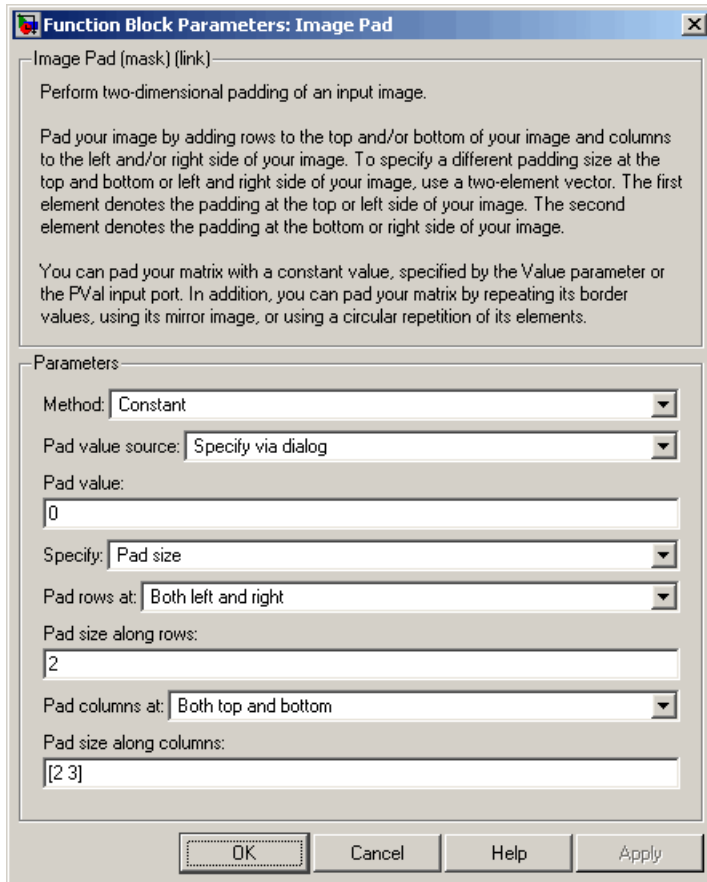 Function Block Parameters: Image Pad
Image Pad (mask) (link)
Perform two-dimensional padding of an input image.
Pad your image by adding rows to the top and/or bottom of your image and columns
to the left and/or right side of your image. To specify a different padding size at the
top and bottom or left and right side of your image, use a two-element vector. The first
element denotes the padding at the top or left side of your image. The second
element denotes the padding at the bottom or right side of your image.
You can pad your matrix with a constant value, specified by the Value parameter or
the PVal input port. In addition, you can pad your matrix by repeating its border
values, using its mirror image, or using a circular repetition of its elements.
Parameters
Method: Constant
Pad value source: Specify via dialog
Pad value:
0
Specify: Pad size
Pad rows at: Both left and right
Pad size along rows:
2
Pad columns at: Both top and bottom
Pad size along columns:
[2 3]
OK Cancel Help Apply